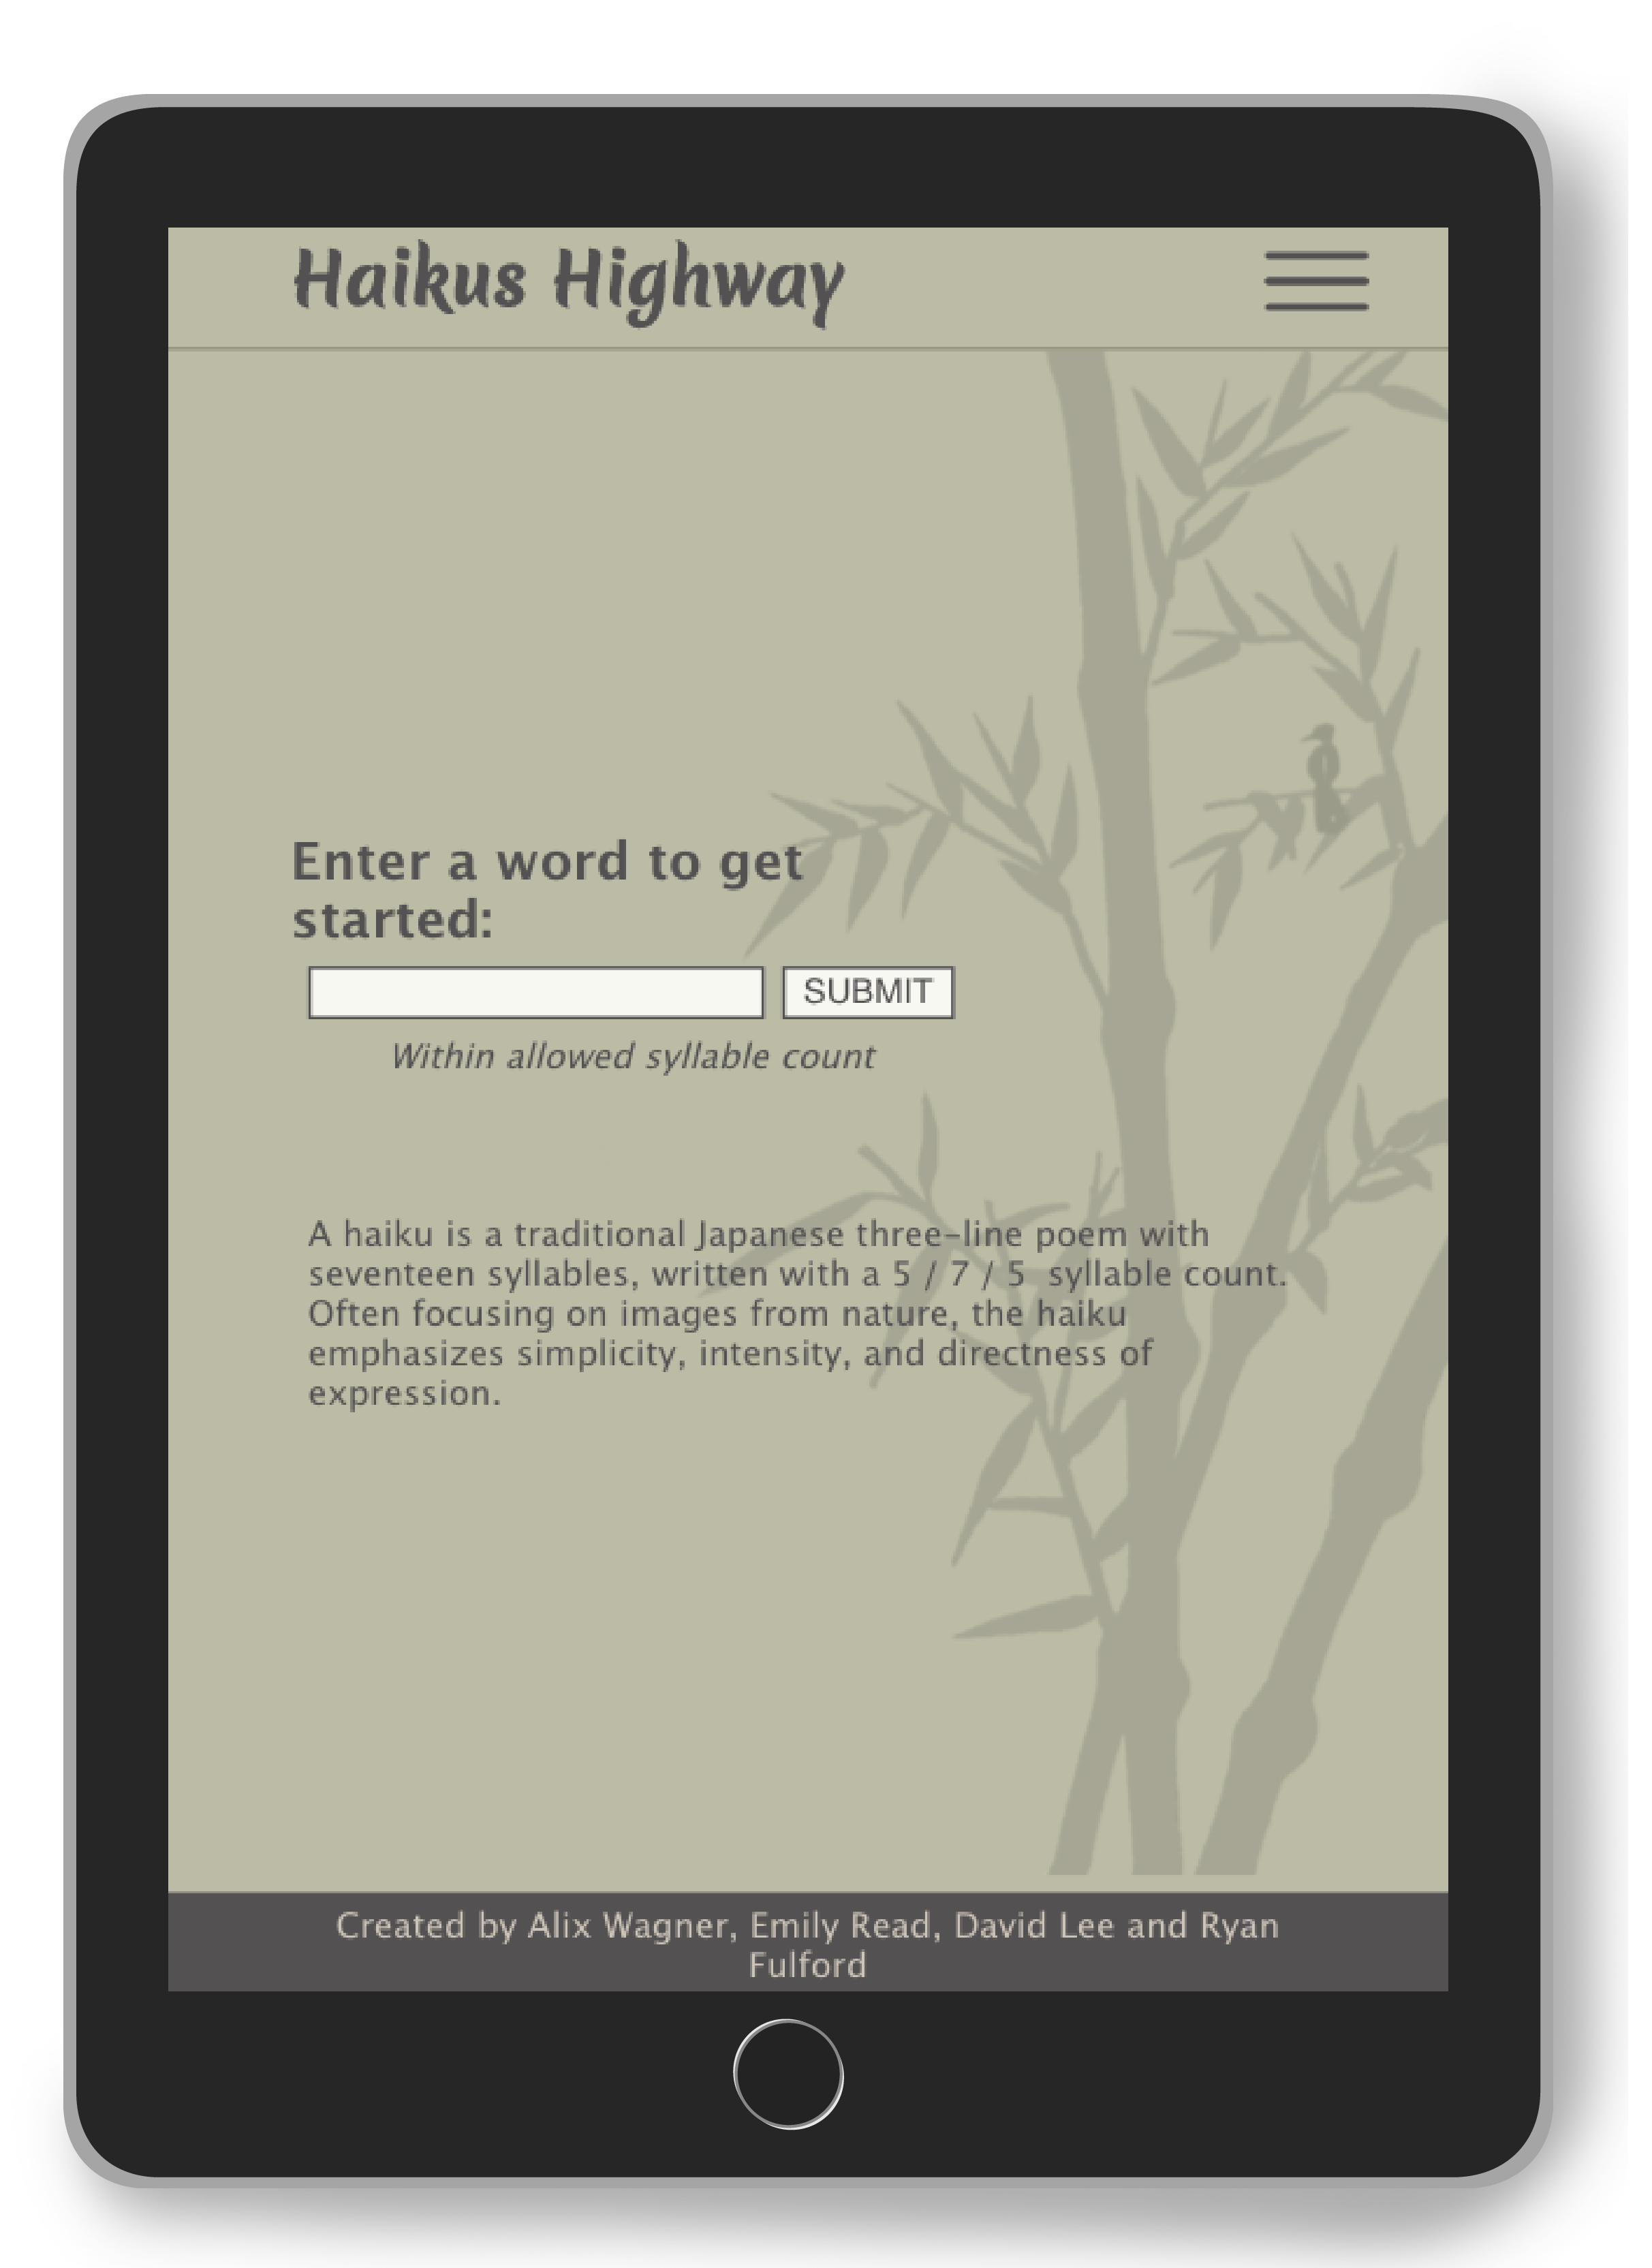 Haikus Highway
Enter a word to get
started:
SUBMIT
Within allowed syllable count
A haiku is a traditional Japanese three-line poem with
seventeen syllables, written with a 5 / 7 / 5 syllable count.
Often focusing on images from nature, the haiku
emphasizes simplicity, intensity, and directness of
expression.
Created by Alix Wagner, Emily Read, David Lee and Ryan
Fulford